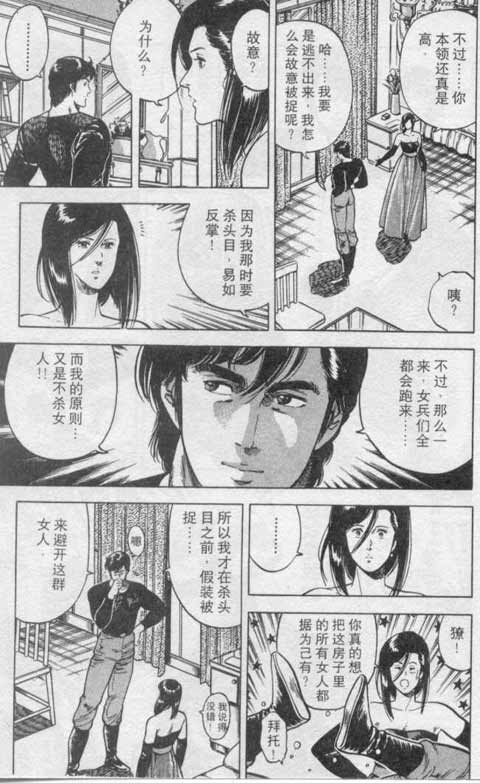 不过……你
本领还真是
高．
哈……我要
是逃不出来，我怎
么会故意被捉呢？
咦？
故意？
为什么？
因为我那时要
杀头目，易如
反掌！
………
不过，那么一
来，女兵们全
都会跑来……
而我的原则…
又是不杀女
人!!
………
獠！
你真的想
把这房子里
的所有女人都
据为己有？
拜托！
所以我才在杀头
目之前，假装被
捉……
嗯
来避开这群
女人．
我说得
没错！